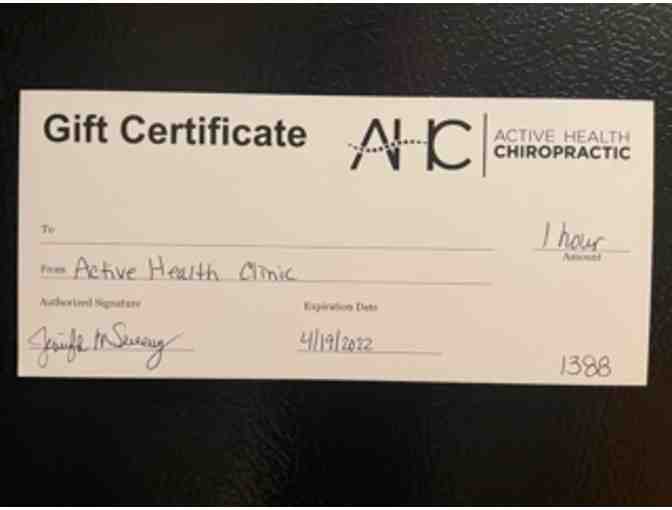 Gift Certificate
AHC
ACTIVE HEALTH
CHIROPRACTIC
To
1 hour
Amount
From Active Health Clinic
Authorized Signature
Expiration Date
4/19/2022
1388